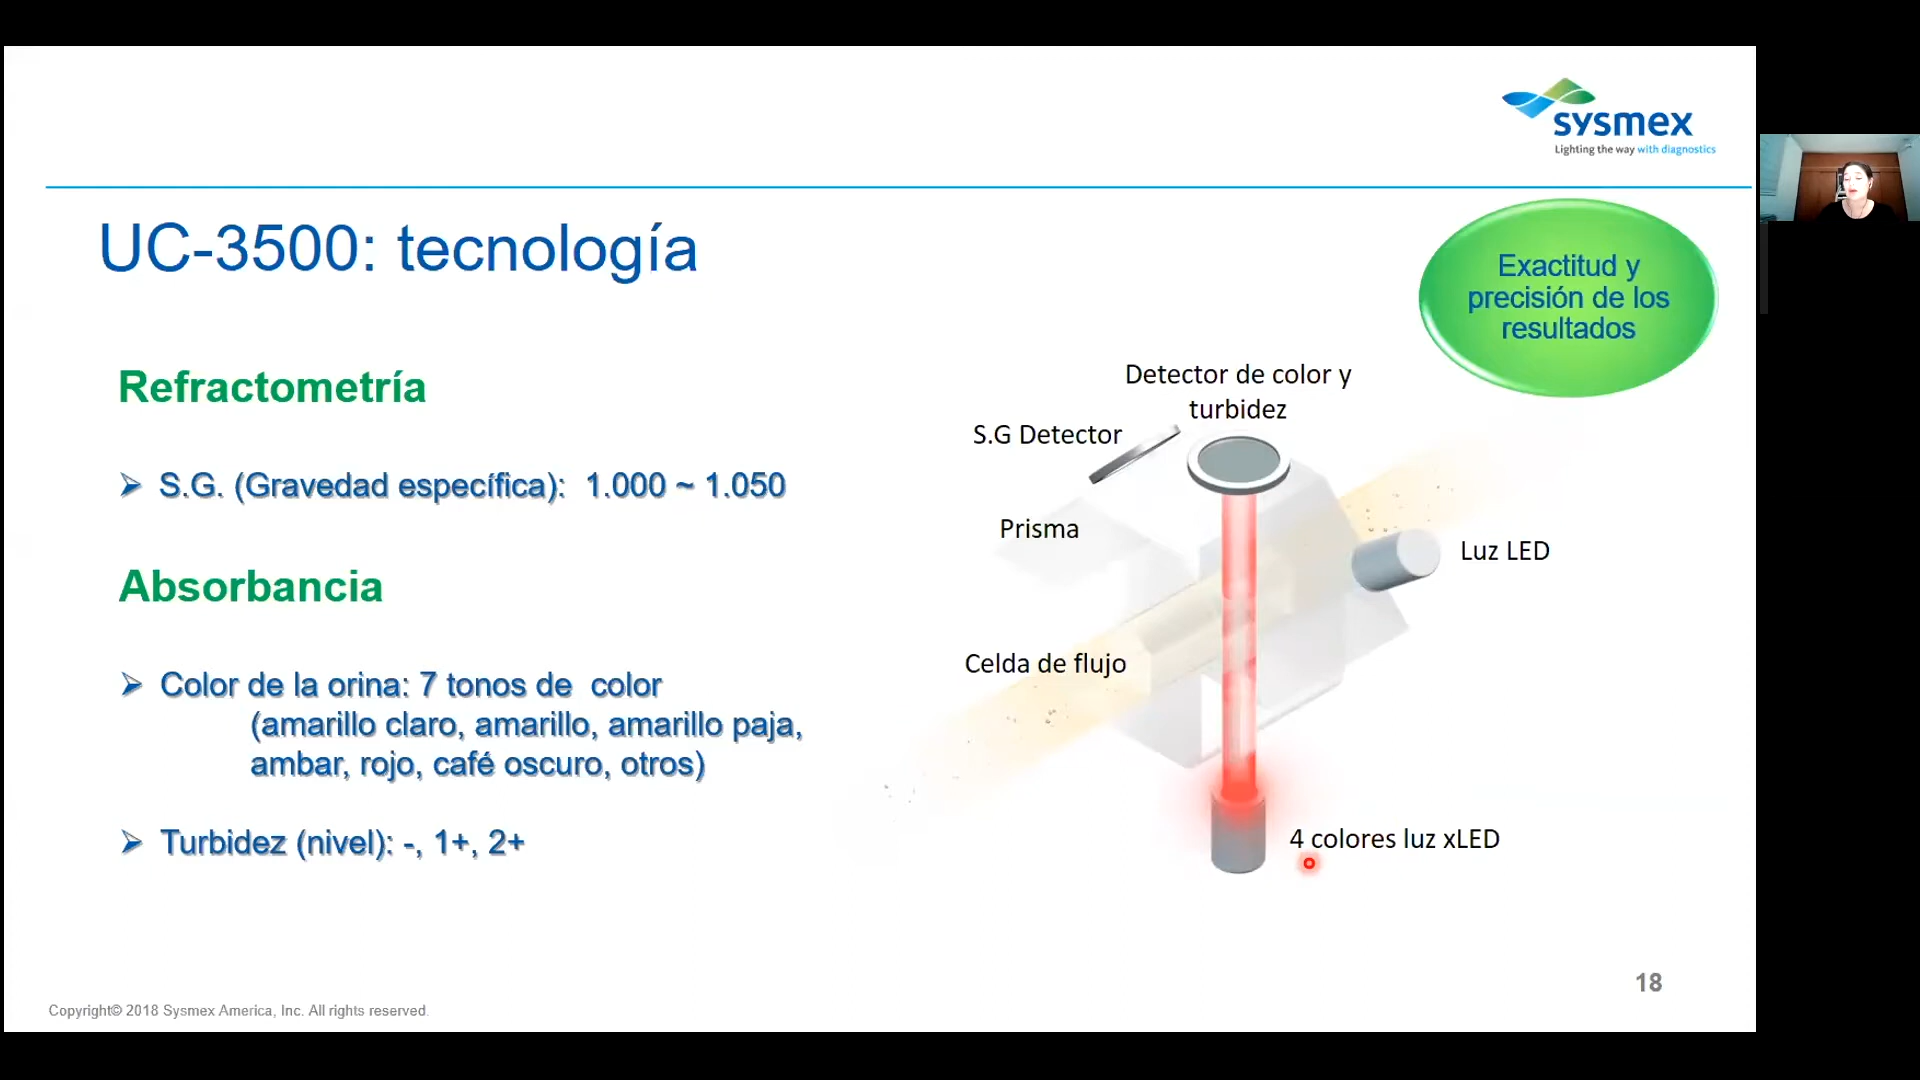 sysmex
Lighting the way with diagnostics
UC-3500: tecnología
Exactitud y
precisión de los
resultados
Refractometría
S.G. (Gravedad específica): 1.000 ~ 1.050
Absorbancia
Color de la orina: 7 tonos de color
(amarillo claro, amarillo, amarillo paja,
ambar, rojo, café oscuro, otros)
Turbidez (nivel): -, 1+, 2+
Detector de color y
turbidez
S.G Detector
Prisma
Luz LED
Celda de flujo
4 colores luz xLED
18
Copyright© 2018 Sysmex America, Inc. All rights reserved.